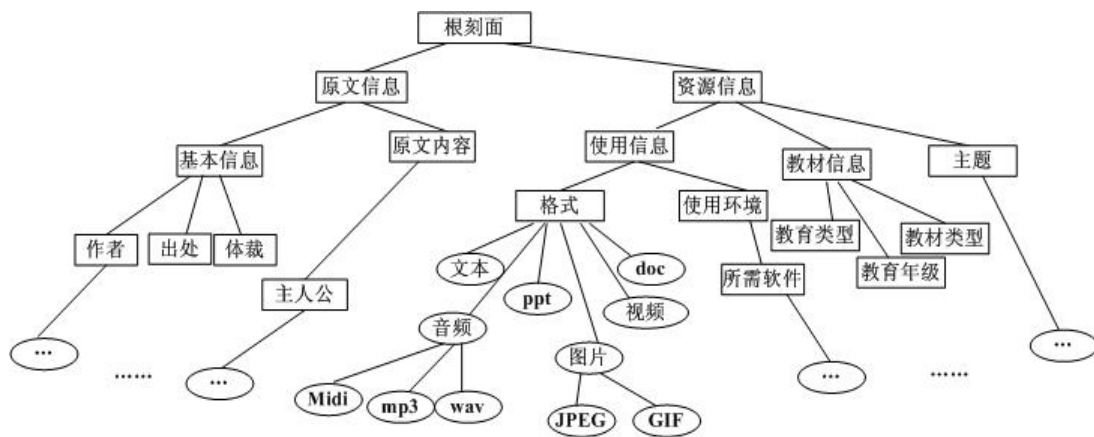 根刻面
原文信息
资源信息
基本信息
原文内容
使用信息
教材信息
主题
作者
出处
体裁
格式
使用环境
教育类型
教材类型
主人公
文本
ppt
doc
视频
所需软件
教育年级
音频
图片
...
......
...
Midi
mp3
wav
JPEG
GIF
...
......
...